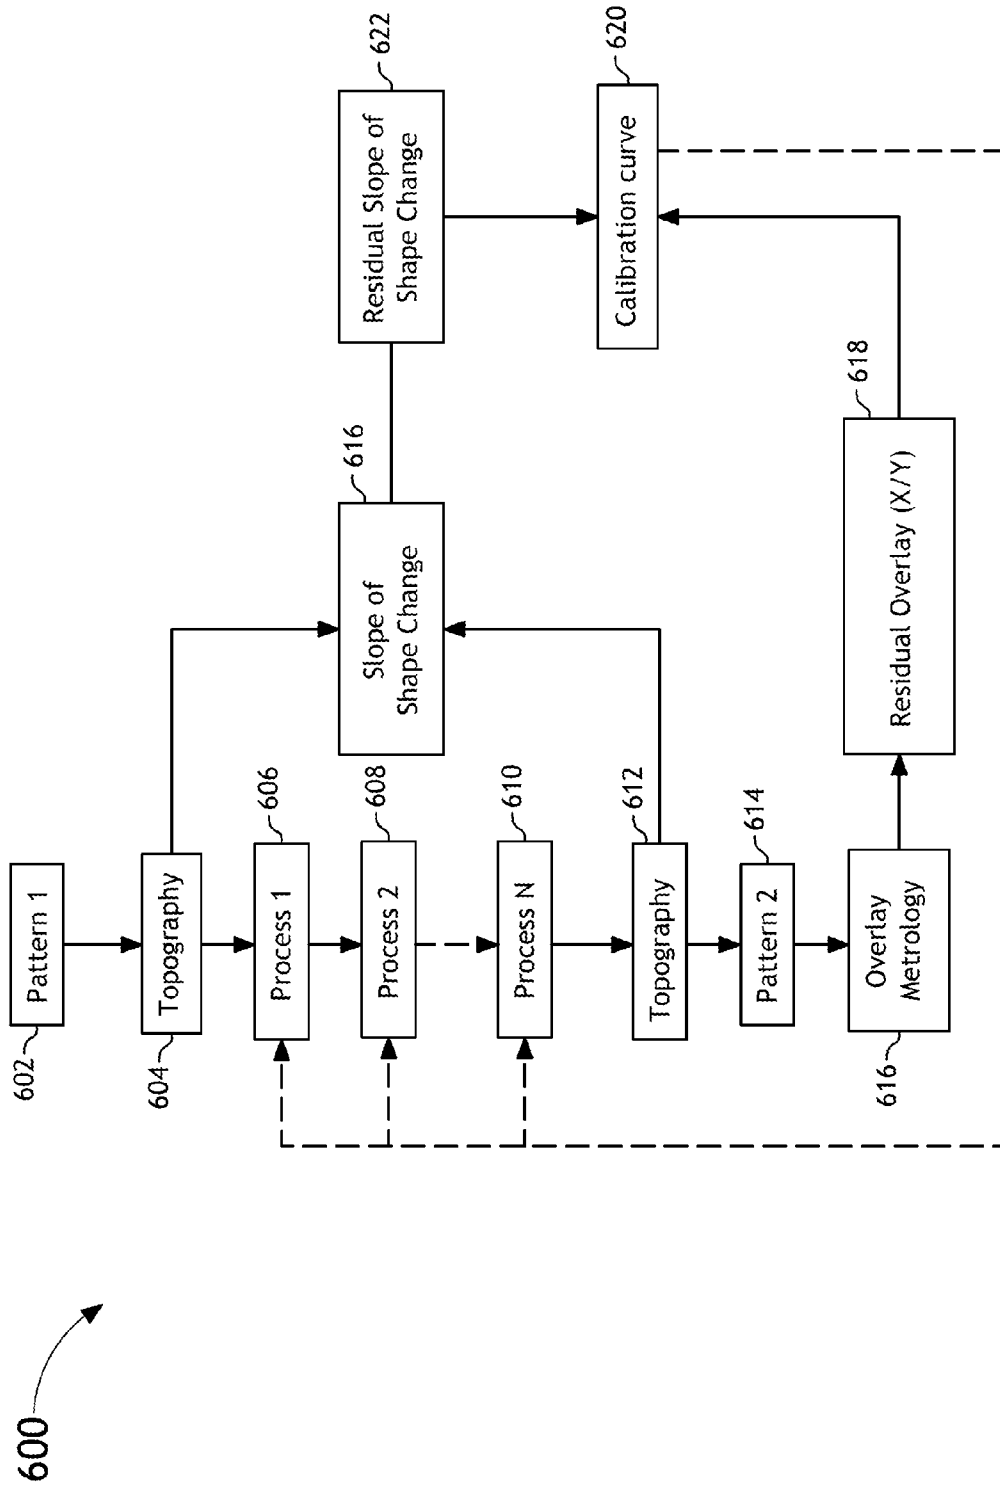 600
602
Pattern 1
604
Topography
Process 1
606
Process 2
608
Process N
610
Topography
612
Pattern 2
614
Overlay
Metrology
616
Slope of
Shape Change
616
Residual Slope of
Shape Change
622
Calibration curve
620
Residual Overlay (X/Y)
618